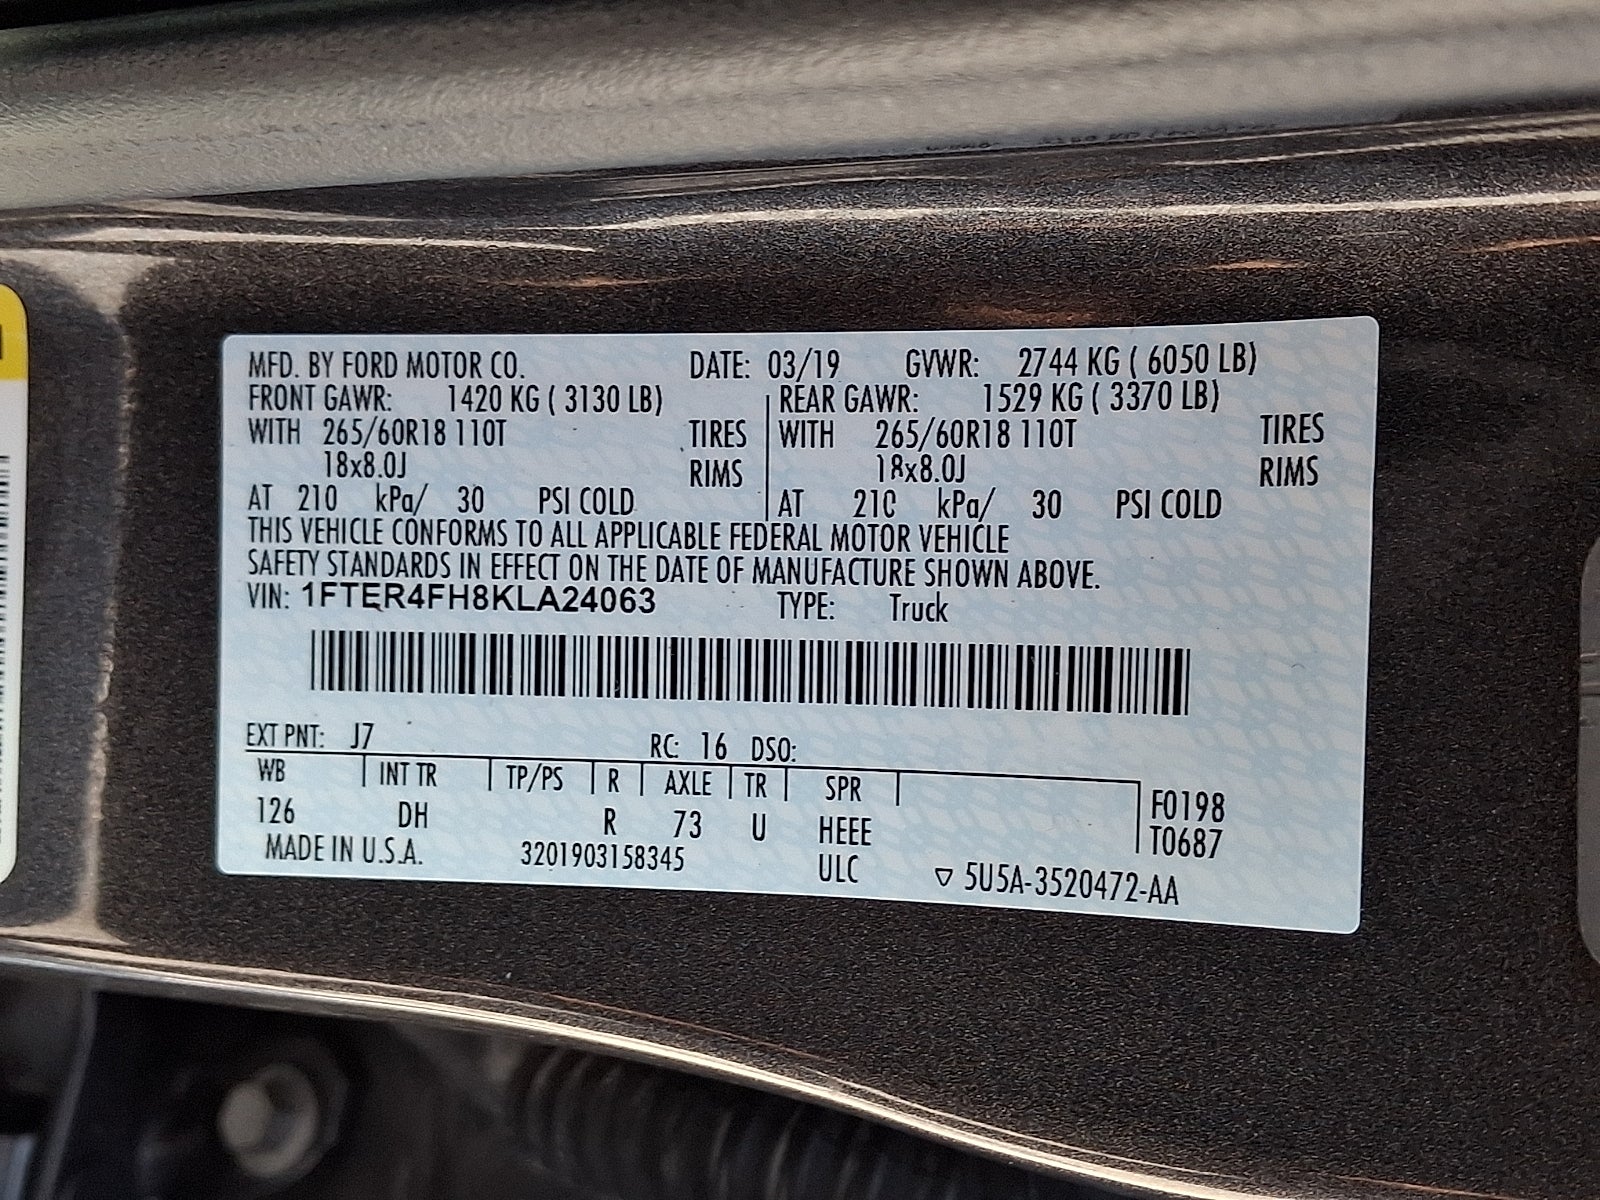 MFD. BY FORD MOTOR CO. DATE: 03/19 GVWR: 2744 KG ( 6050 LB)
FRONT GAWR: 1420 KG ( 3130 LB) REAR GAWR: 1529 KG ( 3370 LB)
WITH 265/60R18 110T TIRES WITH 265/60R18 110T TIRES
18x8.0J RIMS 18x8.0J RIMS
AT 210 kPa/ 30 PSI COLD AT 210 kPa/ 30 PSI COLD
THIS VEHICLE CONFORMS TO ALL APPLICABLE FEDERAL MOTOR VEHICLE
SAFETY STANDARDS IN EFFECT ON THE DATE OF MANUFACTURE SHOWN ABOVE.
VIN: 1FTER4FH8KLA24063 TYPE: Truck
EXT PNT: J7 RC: 16 DSO:
WB INT TR TP/PS R AXLE TR SPR F0198
126 DH R 73 U HEEE T0687
MADE IN U.S.A. 3201903158345 ULC ▽ 5U5A-3520472-AA